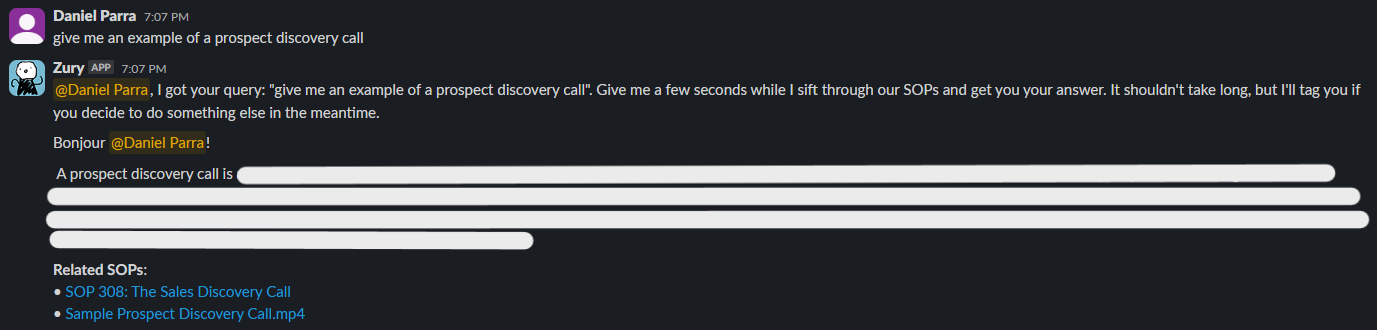 Daniel Parra 7:07 PM
give me an example of a prospect discovery call
Zury APP 7:07 PM
@Daniel Parra, I got your query: "give me an example of a prospect discovery call". Give me a few seconds while I sift through our SOPs and get you your answer. It shouldn't take long, but I'll tag you if
you decide to do something else in the meantime.
Bonjour @Daniel Parra!
A prospect discovery call is
Related SOPs:
• SOP 308: The Sales Discovery Call
• Sample Prospect Discovery Call.mp4